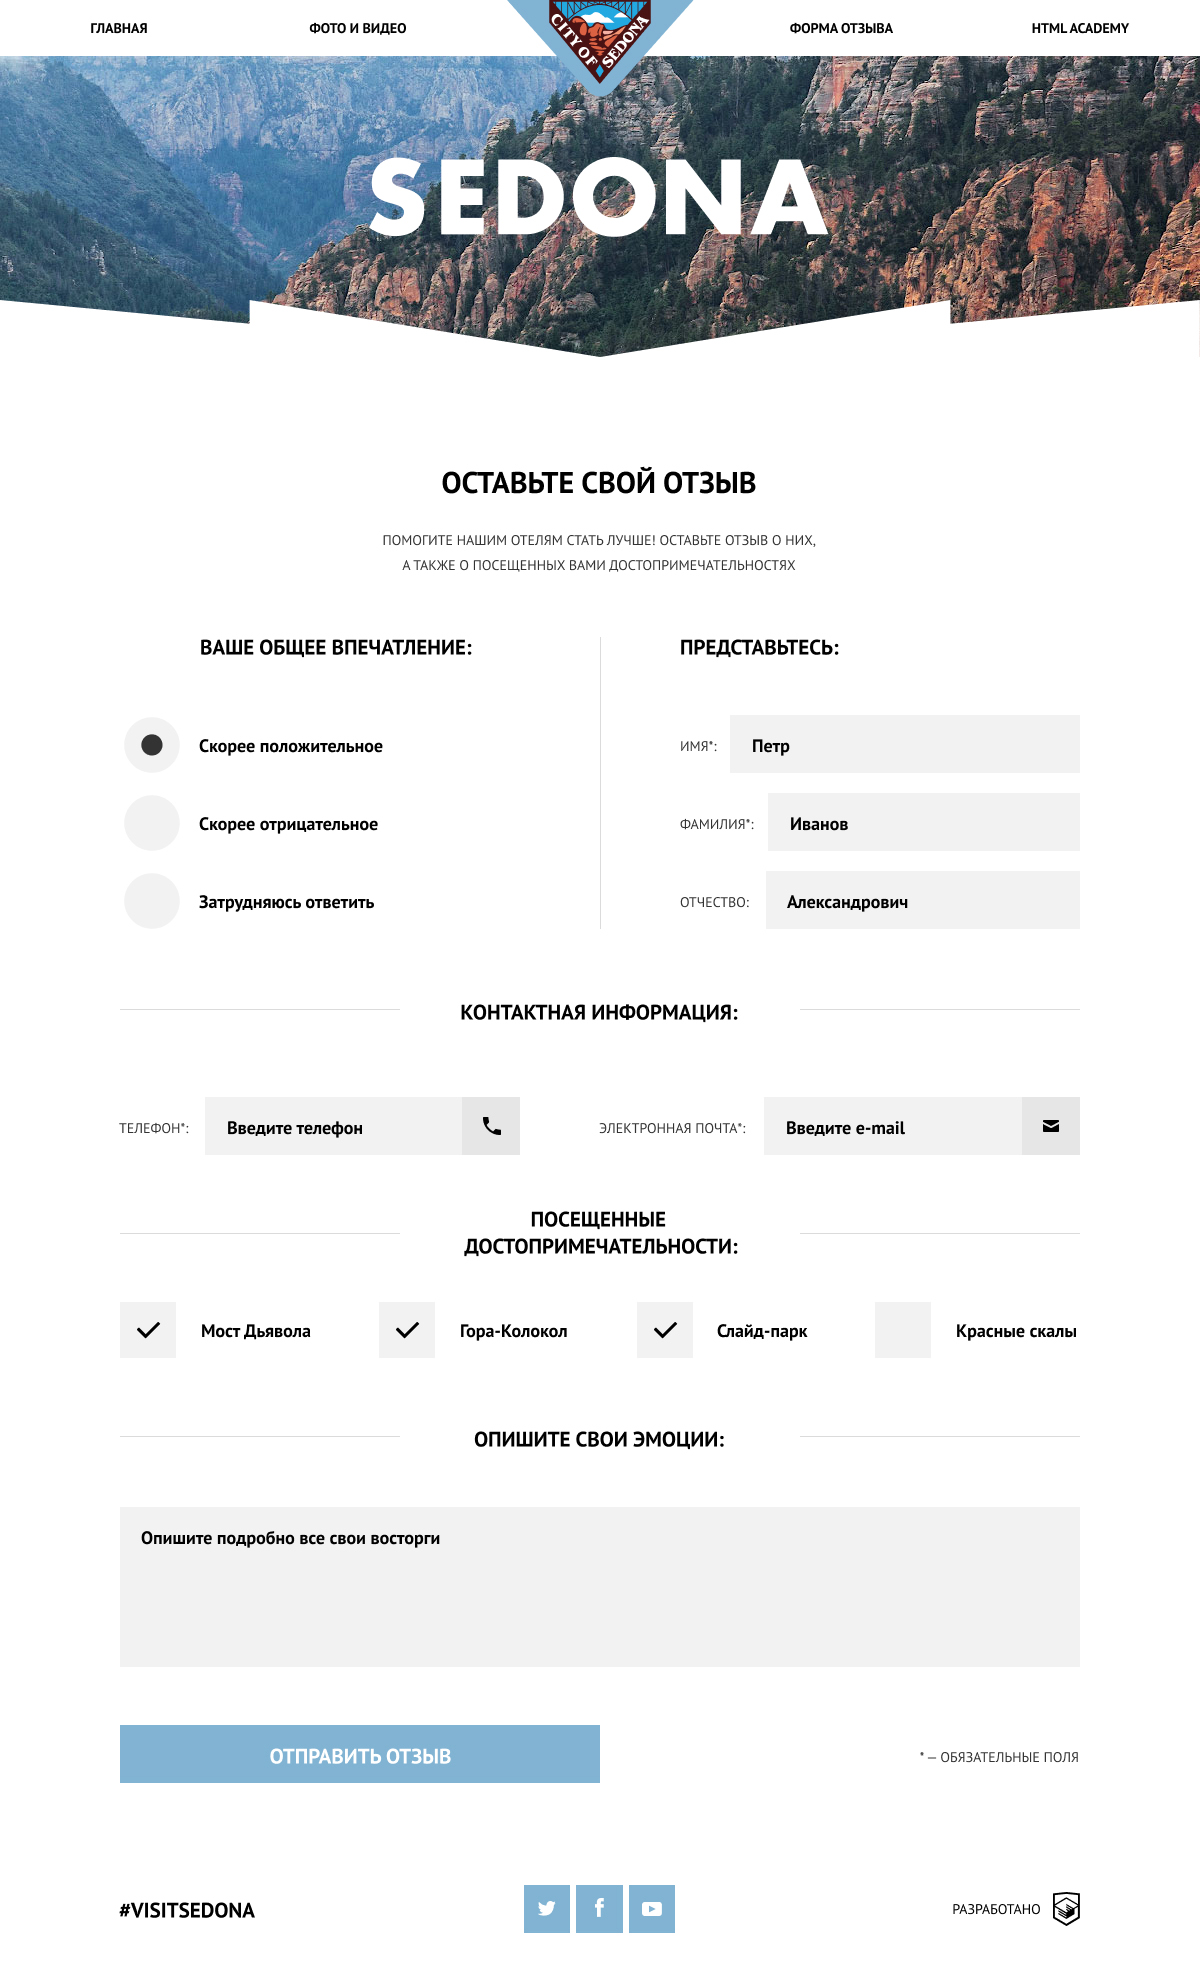 ГЛАВНАЯ
ФОТО И ВИДЕО
CITY OF SEDONA
ФОРМА ОТЗЫВА
HTML ACADEMY
SEDONA
ОСТАВЬТЕ СВОЙ ОТЗЫВ
ПОМОГИТЕ НАШИМ ОТЕЛЯМ СТАТЬ ЛУЧШЕ! ОСТАВЬТЕ ОТЗЫВ О НИХ,
А ТАКЖЕ О ПОСЕЩЕННЫХ ВАМИ ДОСТОПРИМЕЧАТЕЛЬНОСТЯХ
ВАШЕ ОБЩЕЕ ВПЕЧАТЛЕНИЕ:
Скорее положительное
Скорее отрицательное
Затрудняюсь ответить
ПРЕДСТАВЬТЕСЬ:
ИМЯ*: Петр
ФАМИЛИЯ*: Иванов
ОТЧЕСТВО: Александрович
КОНТАКТНАЯ ИНФОРМАЦИЯ:
ТЕЛЕФОН*: Введите телефон
ЭЛЕКТРОННАЯ ПОЧТА*: Введите e-mail
ПОСЕЩЕННЫЕ
ДОСТОПРИМЕЧАТЕЛЬНОСТИ:
Мост Дьявола
Гора-Колокол
Слайд-парк
Красные скалы
ОПИШИТЕ СВОИ ЭМОЦИИ:
Опишите подробно все свои восторги
ОТПРАВИТЬ ОТЗЫВ
* — ОБЯЗАТЕЛЬНЫЕ ПОЛЯ
#VISITSEDONA
РАЗРАБОТАНО